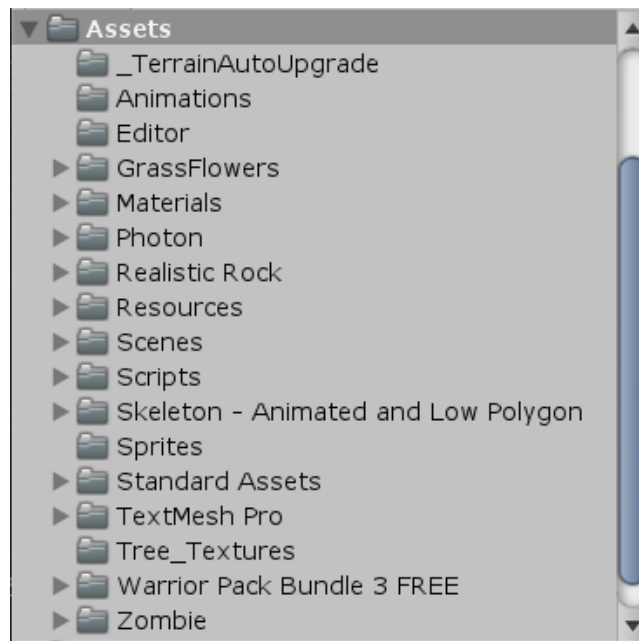 Assets
_TerrainAutoUpgrade
Animations
Editor
GrassFlowers
Materials
Photon
Realistic Rock
Resources
Scenes
Scripts
Skeleton - Animated and Low Polygon
Sprites
Standard Assets
TextMesh Pro
Tree_Textures
Warrior Pack Bundle 3 FREE
Zombie